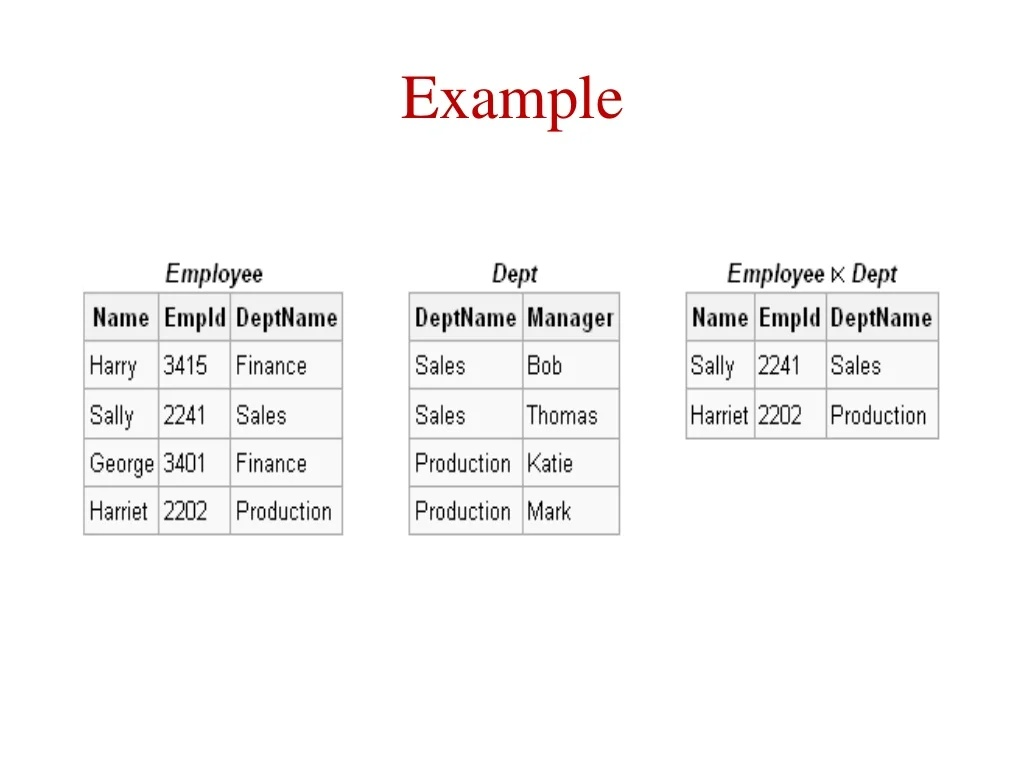 Example
Employee
Name EmpId DeptName
Harry 3415 Finance
Sally 2241 Sales
George 3401 Finance
Harriet 2202 Production
Dept
DeptName Manager
Sales Bob
Sales Thomas
Production Katie
Production Mark
Employee ⋉ Dept
Name EmpId DeptName
Sally 2241 Sales
Harriet 2202 Production